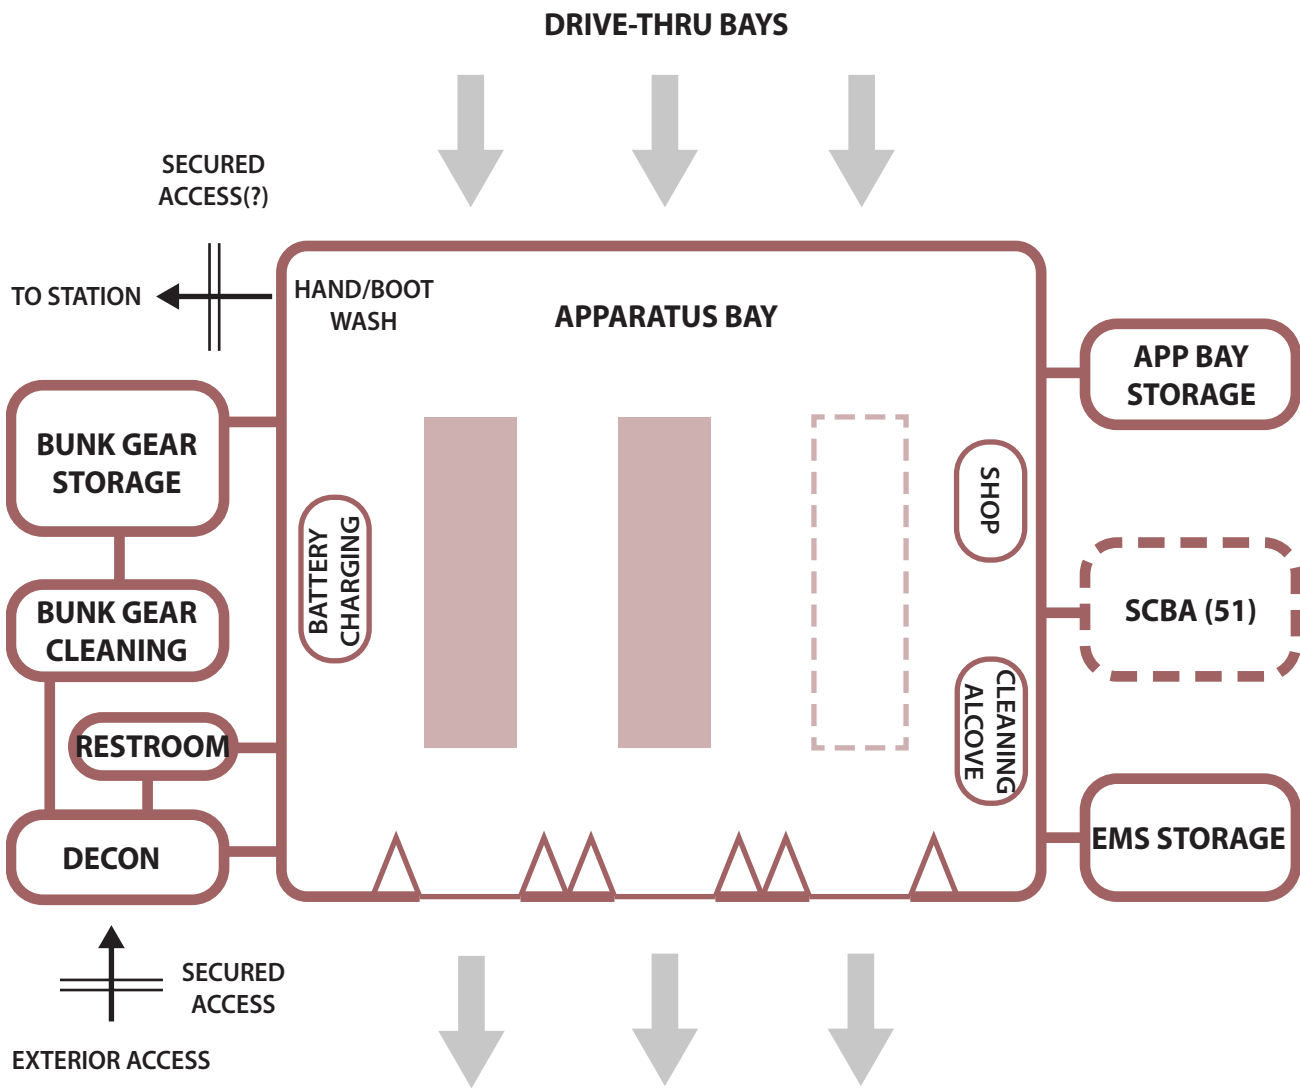 DRIVE-THRU BAYS
SECURED
ACCESS(?)
TO STATION
HAND/BOOT
WASH
APPARATUS BAY
APP BAY
STORAGE
BUNK GEAR
STORAGE
BATTERY
CHARGING
SHOP
BUNK GEAR
CLEANING
SCBA (51)
CLEANING
ALCOVE
RESTROOM
DECON
EMS STORAGE
SECURED
ACCESS
EXTERIOR ACCESS